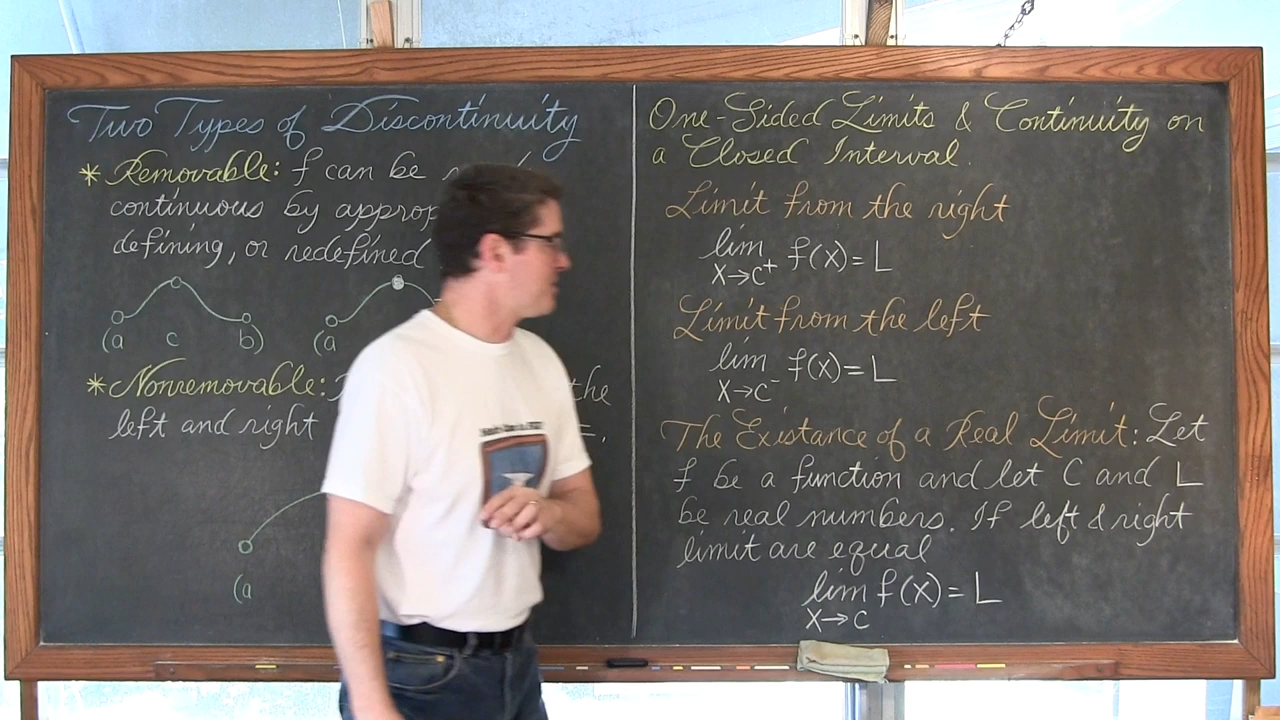 Two Types of Discontinuity
* Removable: f can be
continuous by approp
defining, or redefined
(a c b) (a
* Nonremovable: the
left and right
(a
One-Sided Limits & Continuity on
a Closed Interval.
Limit from the right
lim f(x) = L
x→c⁺
Limit from the left
lim f(x) = L
x→c⁻
The Existance of a Real Limit: Let
f be a function and let C and L
be real numbers. If left & right
limit are equal
lim f(x) = L
x→c